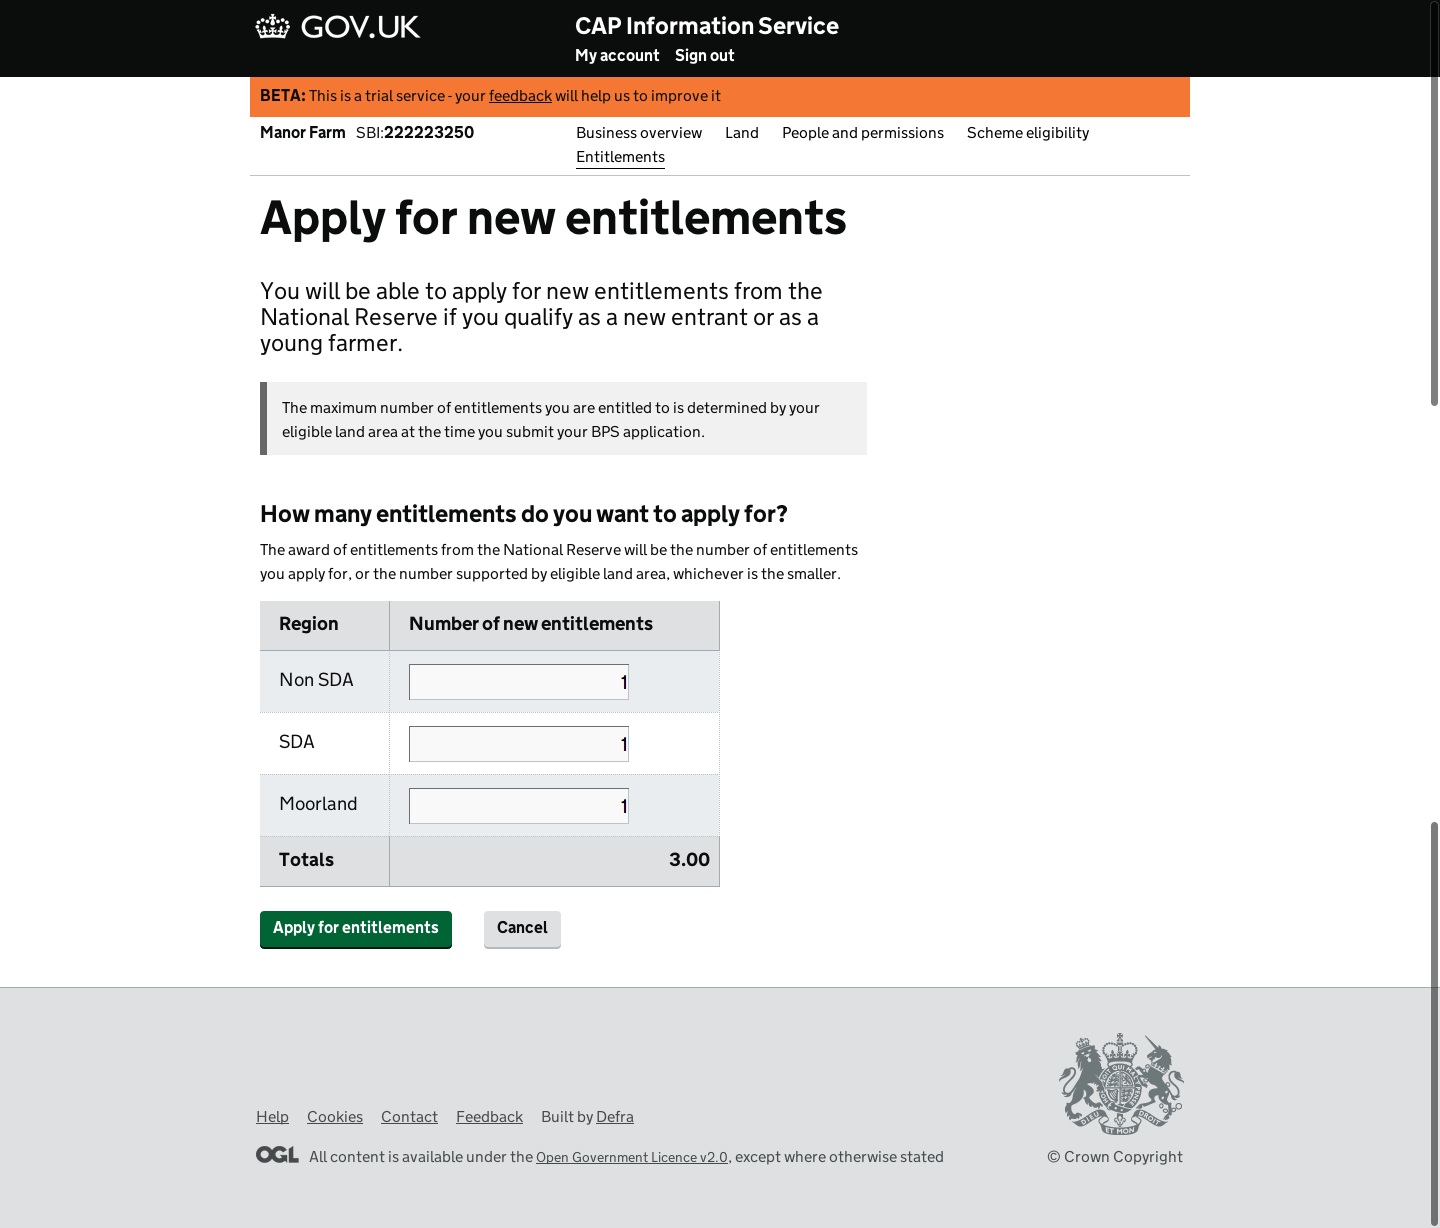 GOV.UK
CAP Information Service
My account Sign out
BETA: This is a trial service - your feedback will help us to improve it
Manor Farm SBI:222223250
Business overview Land People and permissions Scheme eligibility
Entitlements
Apply for new entitlements
You will be able to apply for new entitlements from the
National Reserve if you qualify as a new entrant or as a
young farmer.
The maximum number of entitlements you are entitled to is determined by your
eligible land area at the time you submit your BPS application.
How many entitlements do you want to apply for?
The award of entitlements from the National Reserve will be the number of entitlements
you apply for, or the number supported by eligible land area, whichever is the smaller.
Region Number of new entitlements
Non SDA 1
SDA 1
Moorland 1
Totals 3.00
Apply for entitlements Cancel
Help Cookies Contact Feedback Built by Defra
OGL All content is available under the Open Government Licence v2.0, except where otherwise stated
DIEU ET MON DROIT
© Crown Copyright